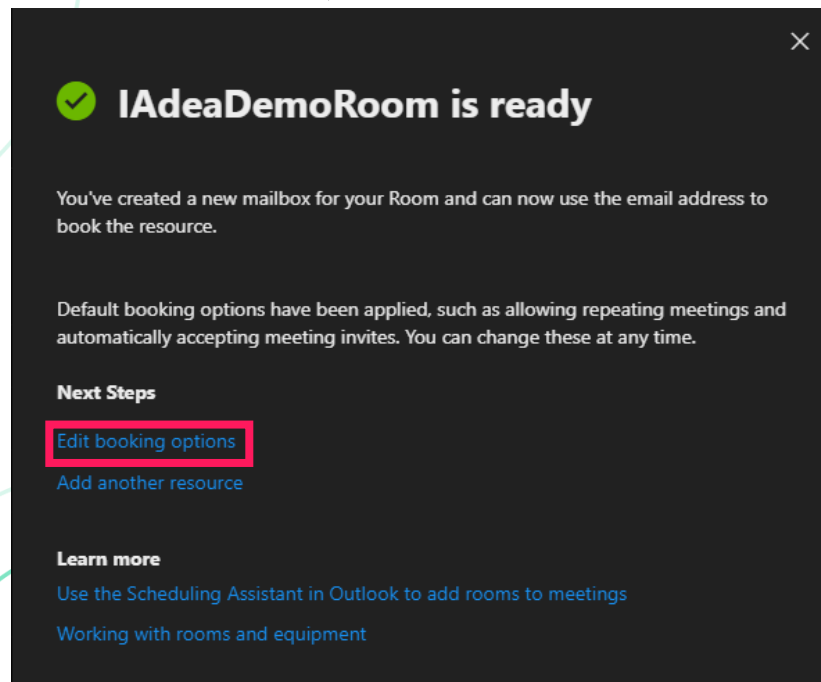 IAdeaDemoRoom is ready
You've created a new mailbox for your Room and can now use the email address to
book the resource.
Default booking options have been applied, such as allowing repeating meetings and
automatically accepting meeting invites. You can change these at any time.
Next Steps
Edit booking options
Add another resource
Learn more
Use the Scheduling Assistant in Outlook to add rooms to meetings
Working with rooms and equipment